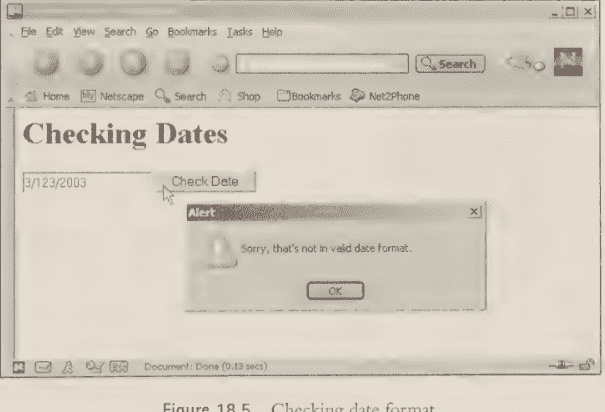 File Edit View Search Go Bookmarks Tasks Help
Search
Home My Netscape Search Shop Bookmarks Net2Phone
Checking Dates
3/123/2003 Check Date
Alert
Sorry, that's not in valid date format.
OK
Document: Done (0.13 secs)
Figure 18.5 Checking date format.